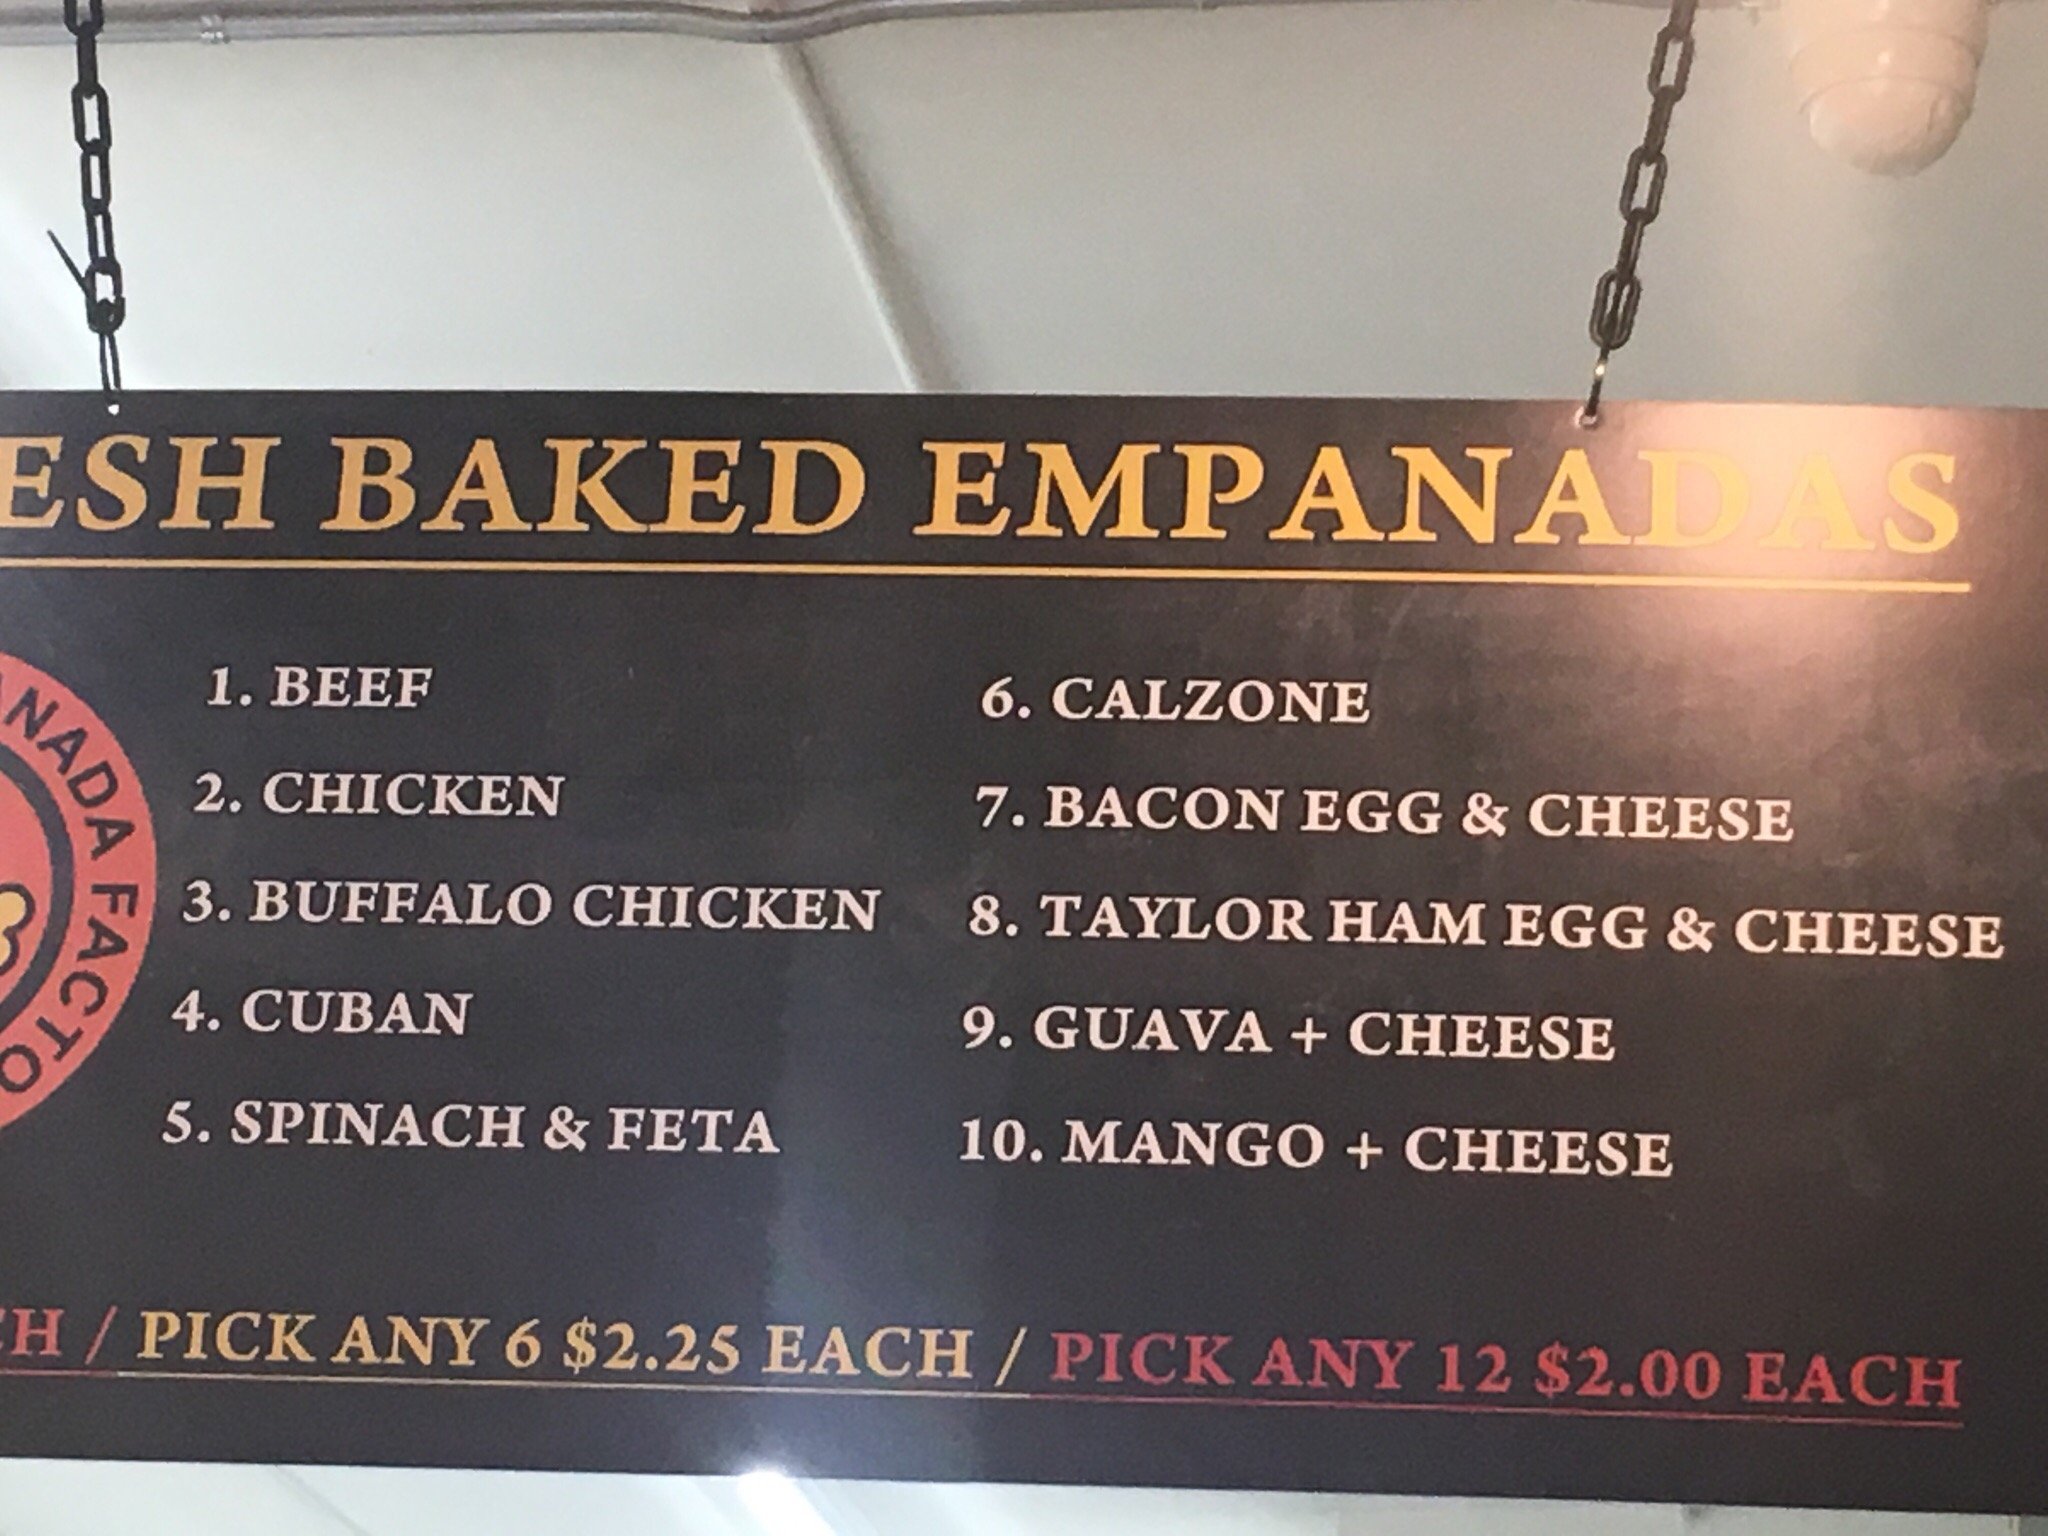 ESH BAKED EMPANADAS
NADA FACTO
1. BEEF
2. CHICKEN
3. BUFFALO CHICKEN
4. CUBAN
5. SPINACH & FETA
6. CALZONE
7. BACON EGG & CHEESE
8. TAYLOR HAM EGG & CHEESE
9. GUAVA + CHEESE
10. MANGO + CHEESE
CH / PICK ANY 6 $2.25 EACH / PICK ANY 12 $2.00 EACH